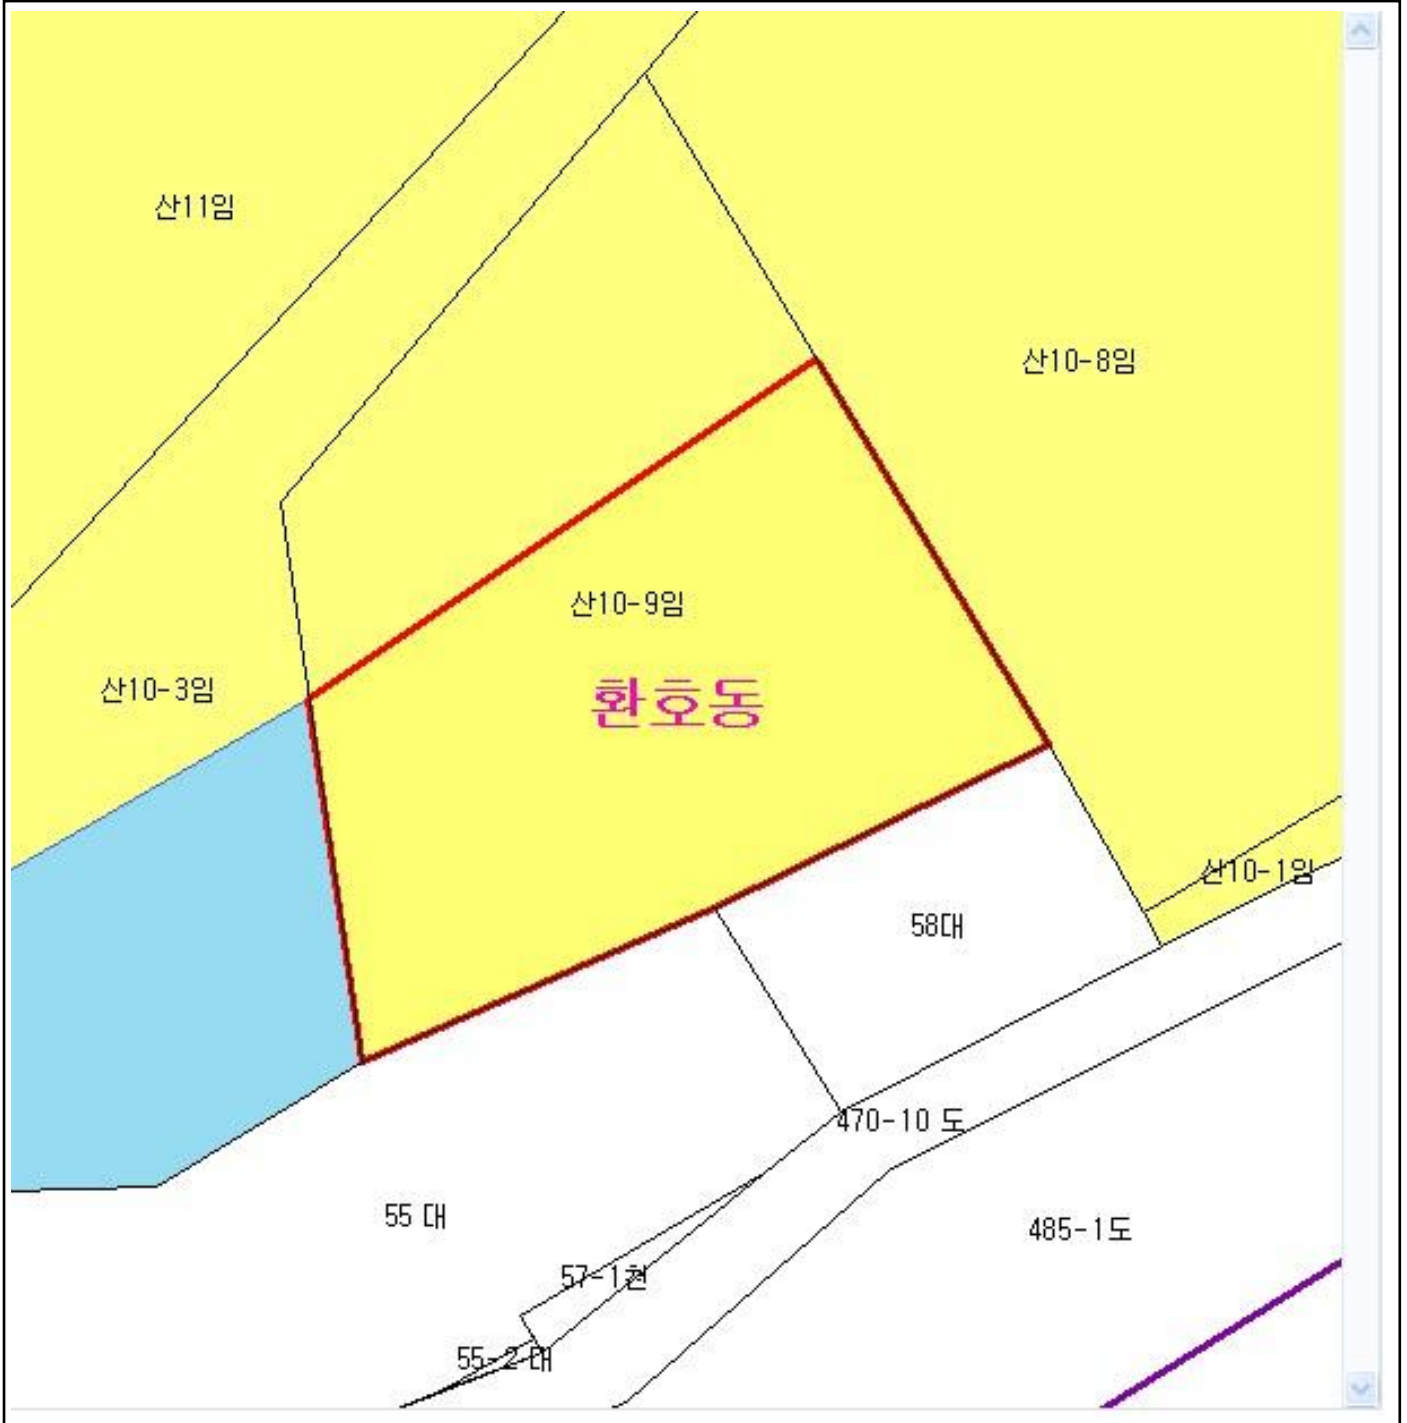 산11임
산10-8임
산10-9임
산10-3임
환호동
산10-1임
58대
470-10 도
55 대
485-1도
57-1천
55-2 대